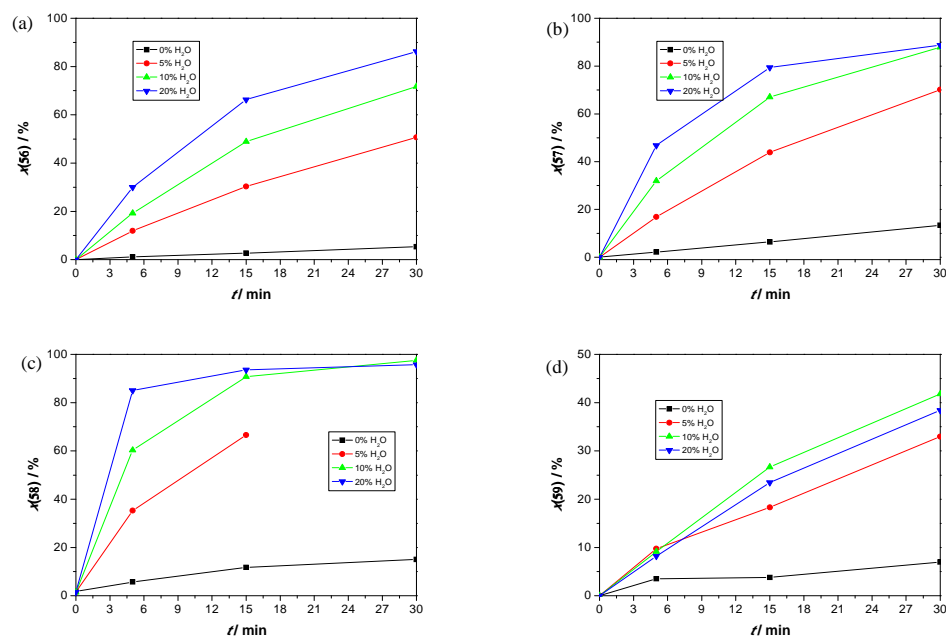 (a)
100
80
60
40
20
0
0 3 6 9 12 15 18 21 24 27 30
x(56) / %
t / min
0% H₂O
5% H₂O
10% H₂O
20% H₂O
(b)
100
80
60
40
20
0
0 3 6 9 12 15 18 21 24 27 30
x(57) / %
t / min
0% H₂O
5% H₂O
10% H₂O
20% H₂O
(c)
100
80
60
40
20
0
0 3 6 9 12 15 18 21 24 27 30
x(58) / %
t / min
0% H₂O
5% H₂O
10% H₂O
20% H₂O
(d)
50
40
30
20
10
0
0 3 6 9 12 15 18 21 24 27 30
x(59) / %
t / min
0% H₂O
5% H₂O
10% H₂O
20% H₂O